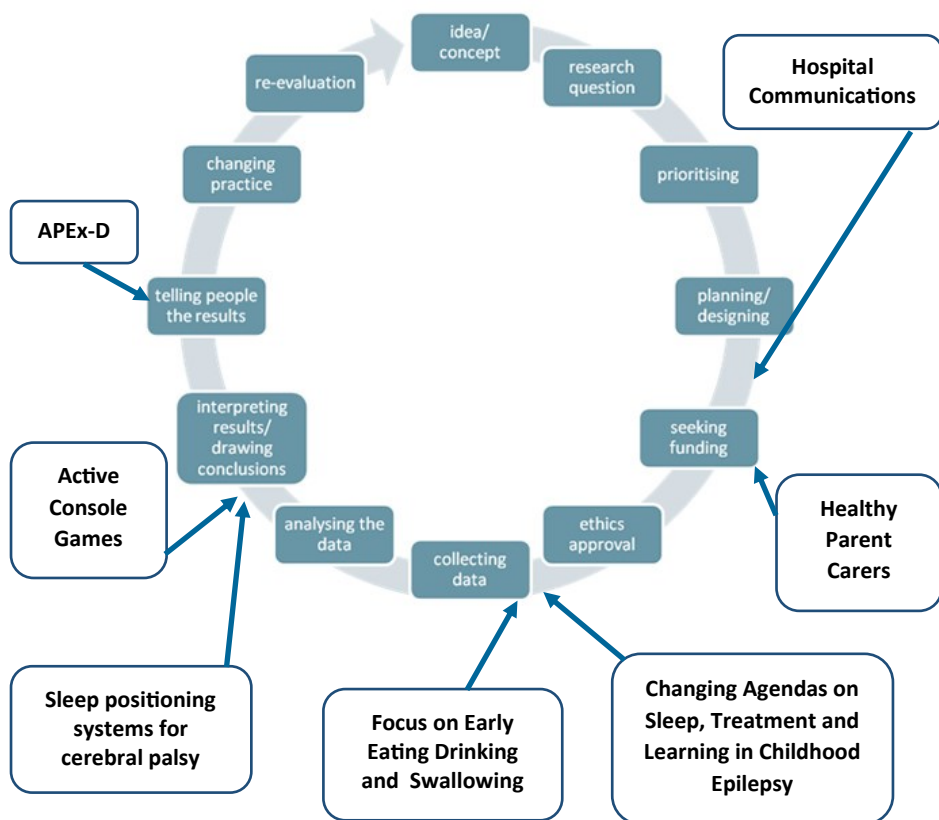 idea/
concept
research
question
prioritising
planning/
designing
seeking
funding
ethics
approval
collecting
data
analysing the
data
interpreting
results/
drawing
conclusions
telling people
the results
changing
practice
re-evaluation
Hospital
Communications
Healthy
Parent
Carers
Changing Agendas on
Sleep, Treatment and
Learning in Childhood
Epilepsy
Focus on Early
Eating Drinking
and Swallowing
Sleep positioning
systems for
cerebral palsy
Active
Console
Games
APEx-D